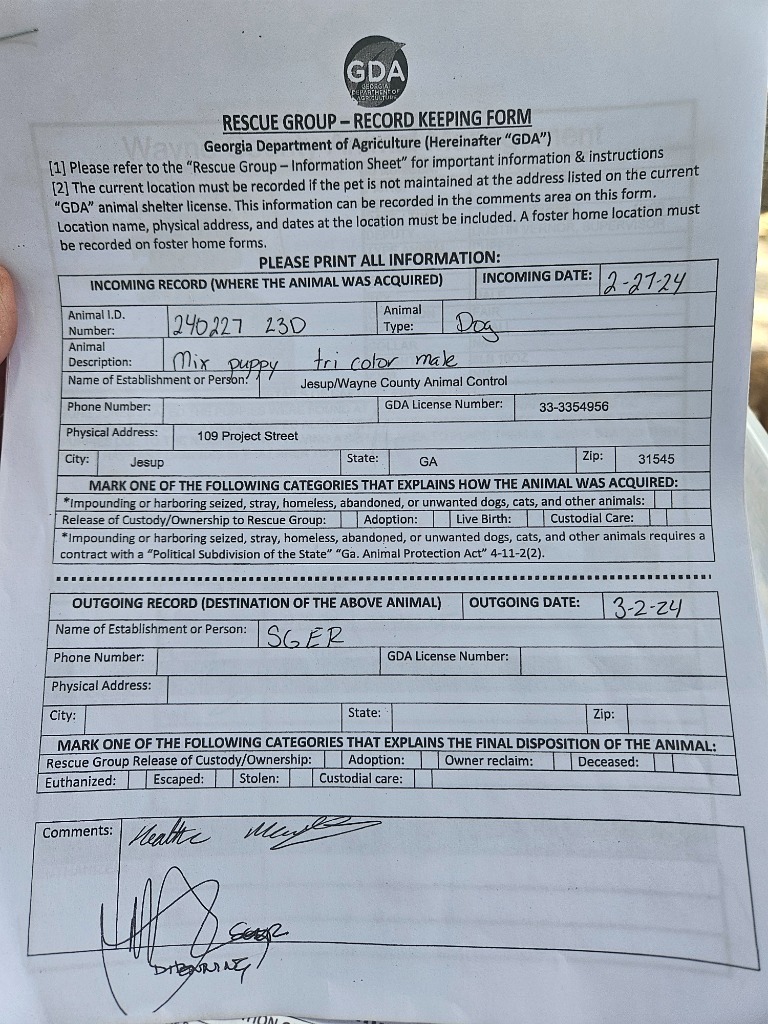 GDA
GEORGIA
DEPARTMENT OF
AGRICULTURE
RESCUE GROUP – RECORD KEEPING FORM
Georgia Department of Agriculture (Hereinafter “GDA”)
[1] Please refer to the “Rescue Group – Information Sheet” for important information & instructions
[2] The current location must be recorded if the pet is not maintained at the address listed on the current
“GDA” animal shelter license. This information can be recorded in the comments area on this form.
Location name, physical address, and dates at the location must be included. A foster home location must
be recorded on foster home forms.
PLEASE PRINT ALL INFORMATION:
INCOMING RECORD (WHERE THE ANIMAL WAS ACQUIRED) INCOMING DATE: 2-27-24
Animal I.D. Number: 240227 23D Animal Type: Dog
Animal Description: Mix puppy tri color male
Name of Establishment or Person: Jesup/Wayne County Animal Control
Phone Number: GDA License Number: 33-3354956
Physical Address: 109 Project Street
City: Jesup State: GA Zip: 31545
MARK ONE OF THE FOLLOWING CATEGORIES THAT EXPLAINS HOW THE ANIMAL WAS ACQUIRED:
*Impounding or harboring seized, stray, homeless, abandoned, or unwanted dogs, cats, and other animals:
Release of Custody/Ownership to Rescue Group: Adoption: Live Birth: Custodial Care:
*Impounding or harboring seized, stray, homeless, abandoned, or unwanted dogs, cats, and other animals requires a
contract with a “Political Subdivision of the State” “Ga. Animal Protection Act” 4-11-2(2).
OUTGOING RECORD (DESTINATION OF THE ABOVE ANIMAL) OUTGOING DATE: 3-2-24
Name of Establishment or Person: SGER
Phone Number: GDA License Number:
Physical Address:
City: State: Zip:
MARK ONE OF THE FOLLOWING CATEGORIES THAT EXPLAINS THE FINAL DISPOSITION OF THE ANIMAL:
Rescue Group Release of Custody/Ownership: Adoption: Owner reclaim: Deceased:
Euthanized: Escaped: Stolen: Custodial care:
Comments:
SGER